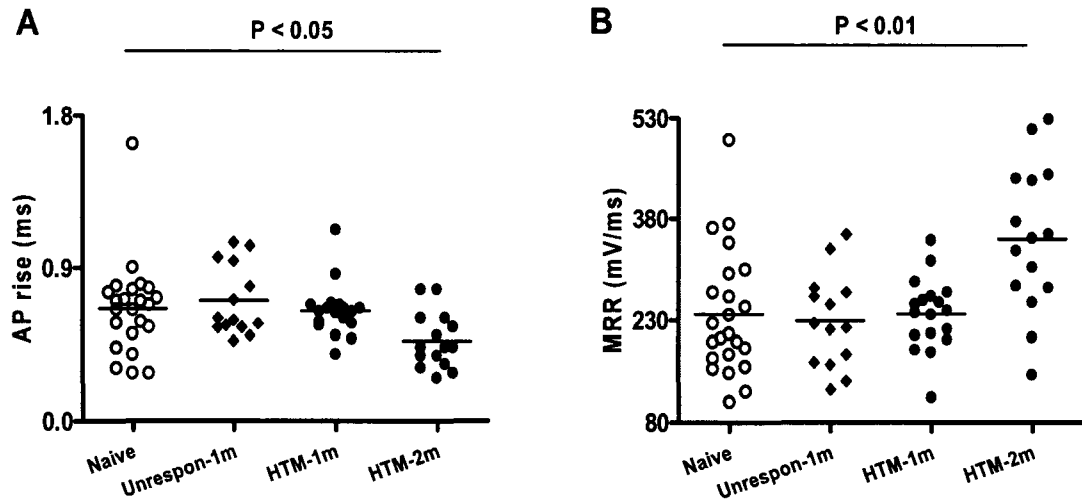 A
P < 0.05
1.8
0.9
0.0
AP rise (ms)
Naive
Unrespon-1m
HTM-1m
HTM-2m
B
P < 0.01
530
380
230
80
MRR (mV/ms)
Naive
Unrespon-1m
HTM-1m
HTM-2m